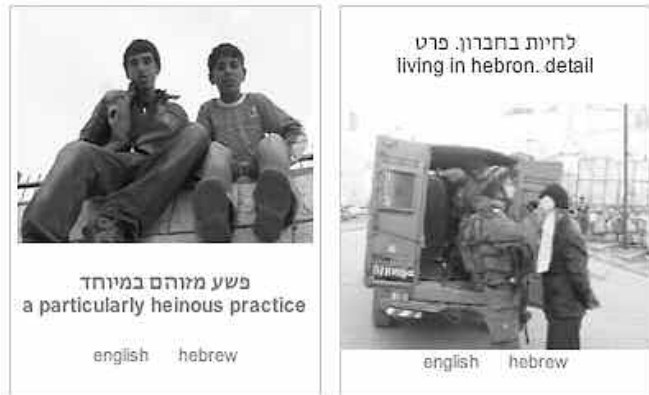 פשע מזוהם במיוחד
a particularly heinous practice
english hebrew
לחיות בחברון. פרט
living in hebron. detail
english hebrew